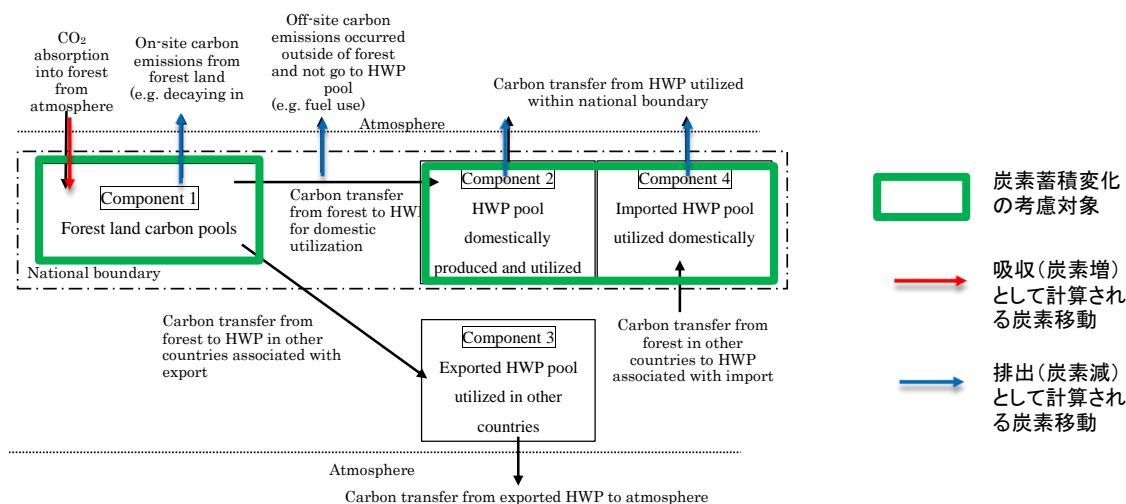 CO₂
absorption
into forest from
atmosphere
On-site carbon
emissions from
forest land
(e.g. decaying in
Off-site carbon
emissions occurred
outside of forest
and not go to HWP
pool
(e.g. fuel use)
Carbon transfer from HWP utilized
within national boundary
Atmosphere
Component 1
Forest land carbon pools
National boundary
Carbon transfer
from forest to HW
for domestic
utilization
Component 2
HWP pool
domestically
produced and utilized
Component 4
Imported HWP pool
utilized domestically
Carbon transfer from
forest to HWP in other
countries associated with
export
Component 3
Exported HWP pool
utilized in other
countries
Carbon transfer from
forest in other
countries to HWP
associated with import
Atmosphere
Carbon transfer from exported HWP to atmosphere
炭素蓄積変化
の考慮対象
吸収(炭素増)
として計算され
る炭素移動
排出(炭素減)
として計算され
る炭素移動